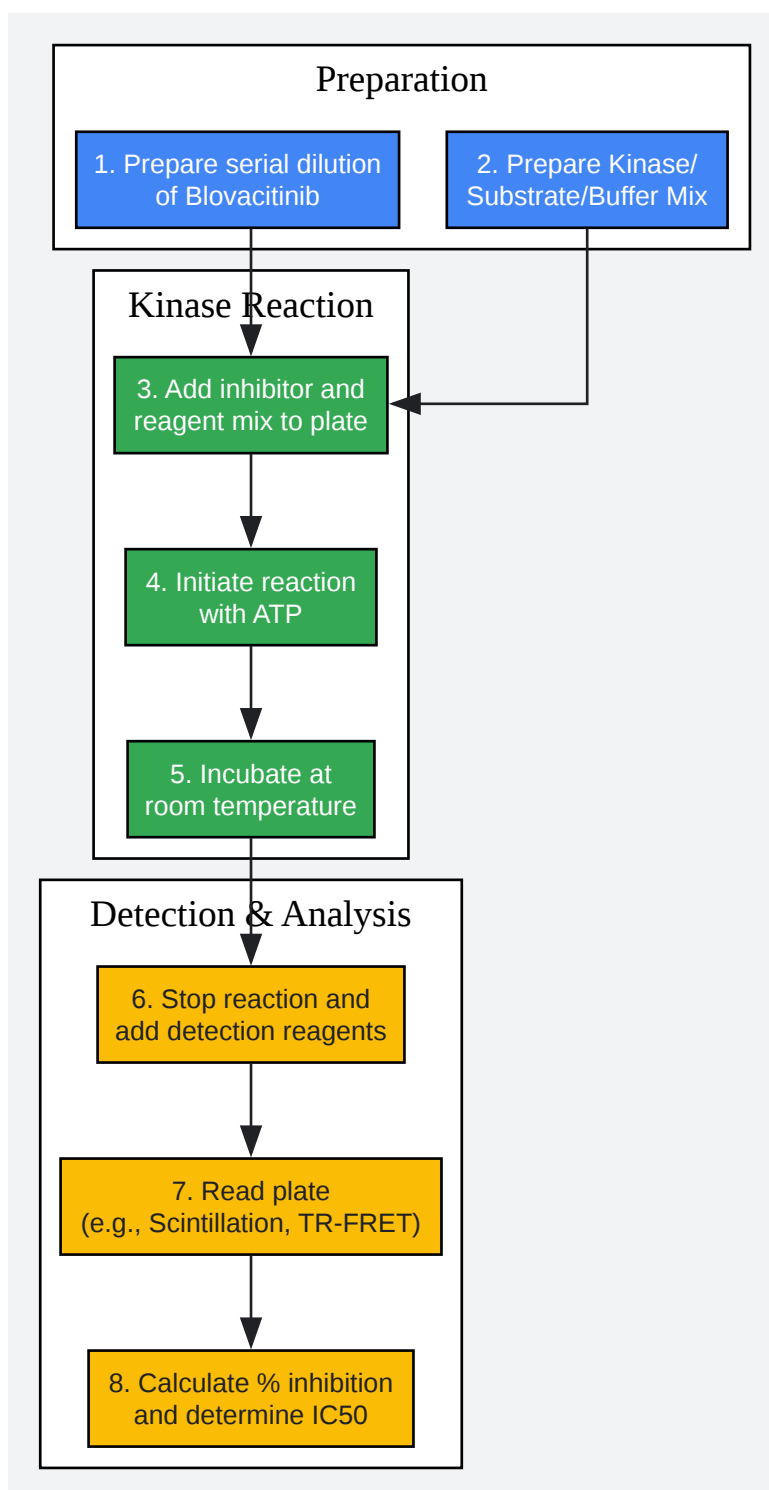 Preparation
1. Prepare serial dilution
of Blovacitinib
2. Prepare Kinase/
Substrate/Buffer Mix
Kinase Reaction
3. Add inhibitor and
reagent mix to plate
4. Initiate reaction
with ATP
5. Incubate at
room temperature
Detection & Analysis
6. Stop reaction and
add detection reagents
7. Read plate
(e.g., Scintillation, TR-FRET)
8. Calculate % inhibition
and determine IC50